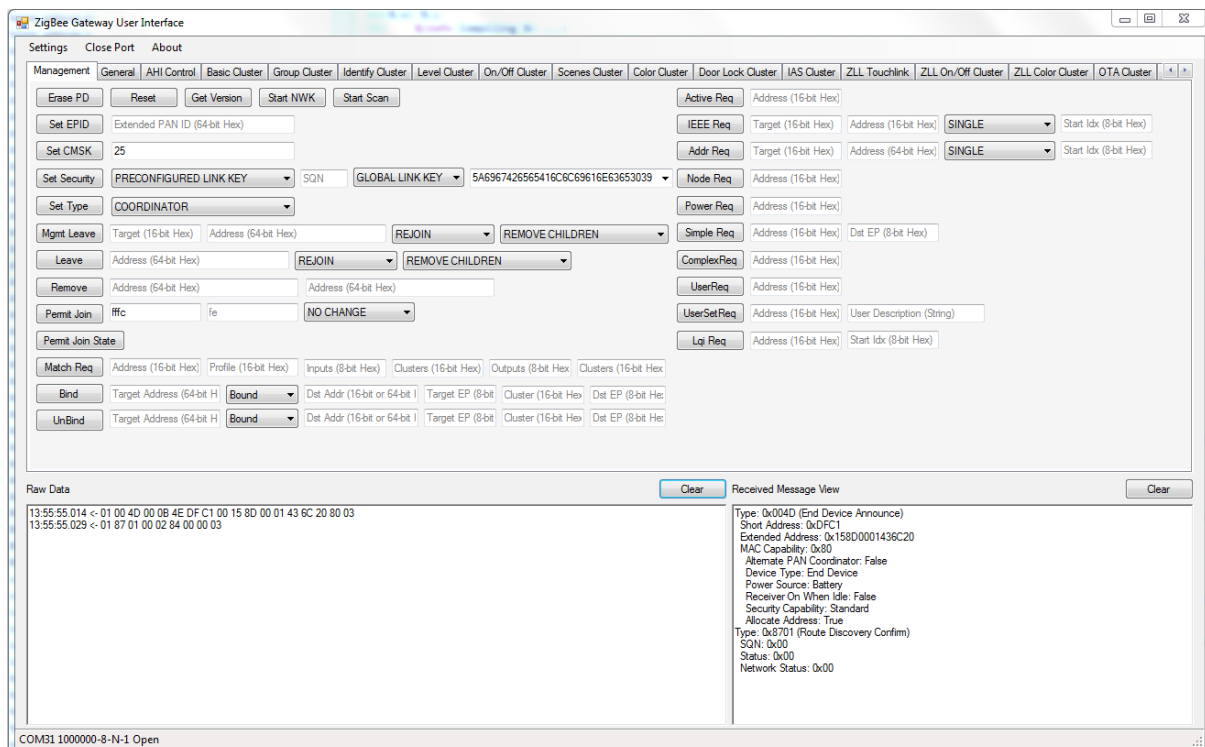 ZigBee Gateway User Interface
Settings Close Port About
Management General AHI Control Basic Cluster Group Cluster Identify Cluster Level Cluster On/Off Cluster Scenes Cluster Color Cluster Door Lock Cluster IAS Cluster ZLL Touchlink ZLL On/Off Cluster ZLL Color Cluster OTA Cluster
Erase PD Reset Get Version Start NWK Start Scan
Set EPID Extended PAN ID (64-bit Hex)
Set CMSK 25
Set Security PRECONFIGURED LINK KEY SQN GLOBAL LINK KEY 5A6967426565416C6C69616E63653039
Set Type COORDINATOR
Mgmt Leave Target (16-bit Hex) Address (64-bit Hex) REJOIN REMOVE CHILDREN
Leave Address (64-bit Hex) REJOIN REMOVE CHILDREN
Remove Address (64-bit Hex) Address (64-bit Hex)
Permit Join fffc fe NO CHANGE
Permit Join State
Match Req Address (16-bit Hex) Profile (16-bit Hex) Inputs (8-bit Hex) Clusters (16-bit Hex) Outputs (8-bit Hex) Clusters (16-bit Hex
Bind Target Address (64-bit H Bound Dst Addr (16-bit or 64-bit Target EP (8-bit Cluster (16-bit Hex Dst EP (8-bit He
UnBind Target Address (64-bit H Bound Dst Addr (16-bit or 64-bit Target EP (8-bit Cluster (16-bit Hex Dst EP (8-bit He
Active Req Address (16-bit Hex)
IEEE Req Target (16-bit Hex) Address (16-bit Hex) SINGLE Start Idx (8-bit Hex)
Addr Req Target (16-bit Hex) Address (64-bit Hex) SINGLE Start Idx (8-bit Hex)
Node Req Address (16-bit Hex)
Power Req Address (16-bit Hex)
Simple Req Address (16-bit Hex) Dst EP (8-bit Hex)
ComplexReq Address (16-bit Hex)
UserReq Address (16-bit Hex)
UserSetReq Address (16-bit Hex) User Description (String)
Lqi Req Address (16-bit Hex) Start Idx (8-bit Hex)
Raw Data Clear
13:55:55.014 <- 01 00 4D 00 0B 4E DF C1 00 15 8D 00 01 43 6C 20 80 03
13:55:55.029 <- 01 87 01 00 02 84 00 00 03
Received Message View Clear
Type: 0x004D (End Device Announce)
Short Address: 0xDFC1
Extended Address: 0x158D0001436C20
MAC Capability: 0x80
Alternate PAN Coordinator: False
Device Type: End Device
Power Source: Battery
Receiver On When Idle: False
Security Capability: Standard
Allocate Address: True
Type: 0x8701 (Route Discovery Confirm)
SQN: 0x00
Status: 0x00
Network Status: 0x00
COM31 1000000-8-N-1 Open